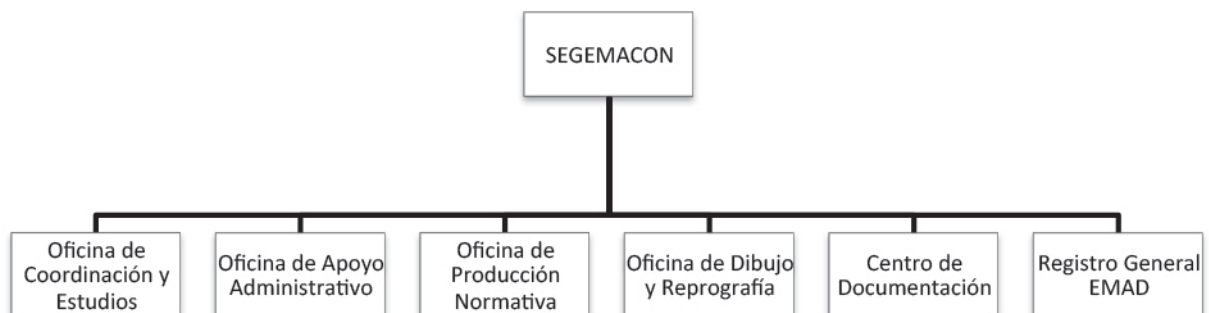 SEGEMACON
Oficina de
Coordinación y
Estudios
Oficina de Apoyo
Administrativo
Oficina de
Producción
Normativa
Oficina de Dibujo
y Reprografía
Centro de
Documentación
Registro General
EMAD